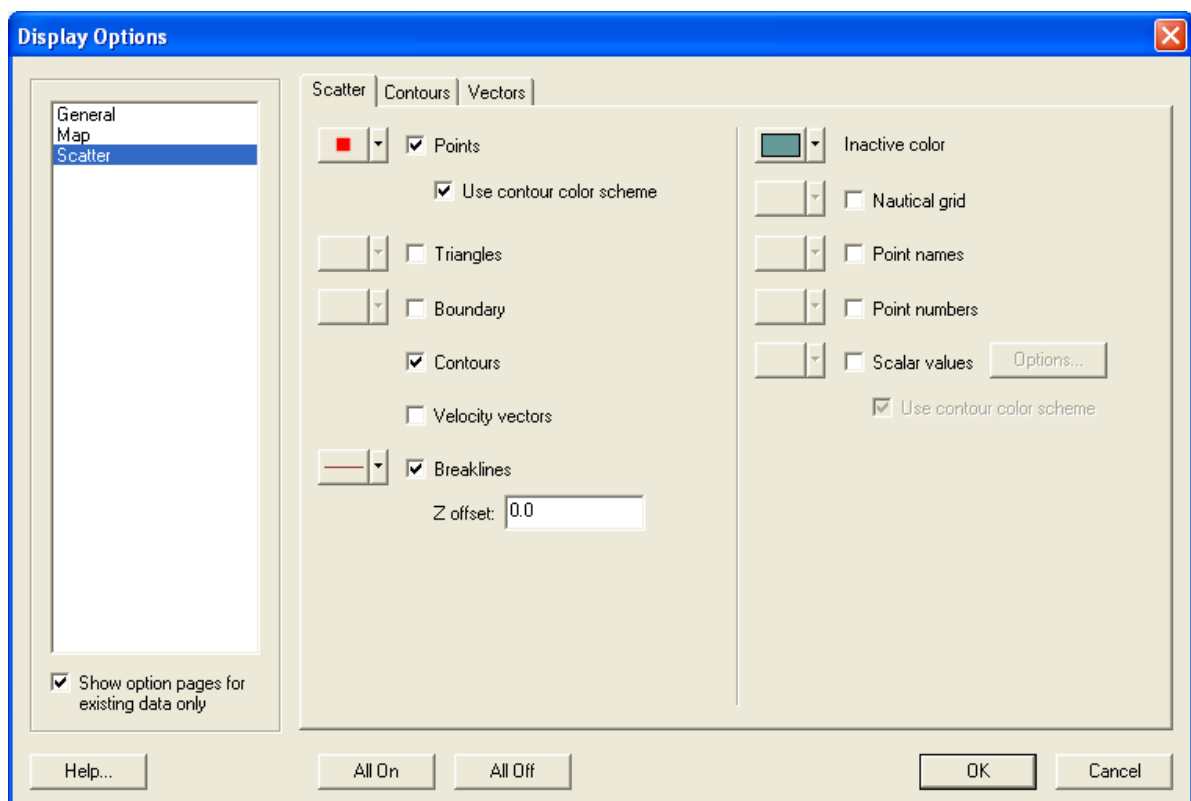 Display Options
General
Map
Scatter
Show option pages for
existing data only
Scatter
Contours
Vectors
Points
Use contour color scheme
Triangles
Boundary
Contours
Velocity vectors
Breaklines
Z offset: 0.0
Inactive color
Nautical grid
Point names
Point numbers
Scalar values
Options...
Use contour color scheme
Help...
All On
All Off
OK
Cancel